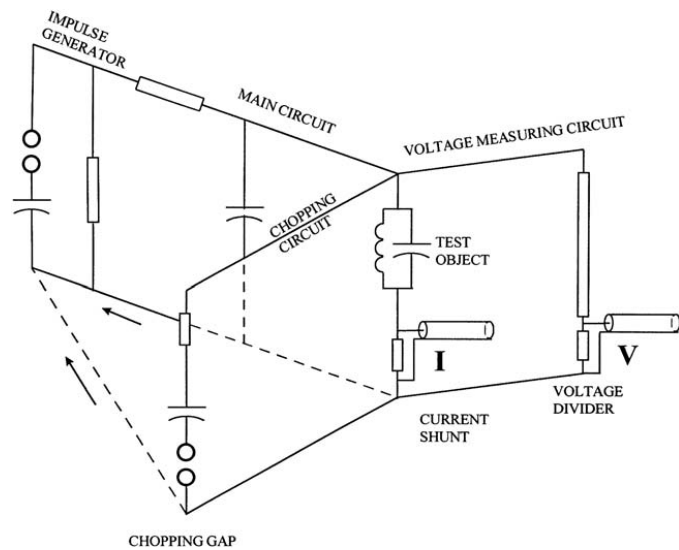 IMPULSE
GENERATOR
MAIN CIRCUIT
VOLTAGE MEASURING CIRCUIT
CHOPPING
CIRCUIT
TEST
OBJECT
I
V
CURRENT
SHUNT
VOLTAGE
DIVIDER
CHOPPING GAP